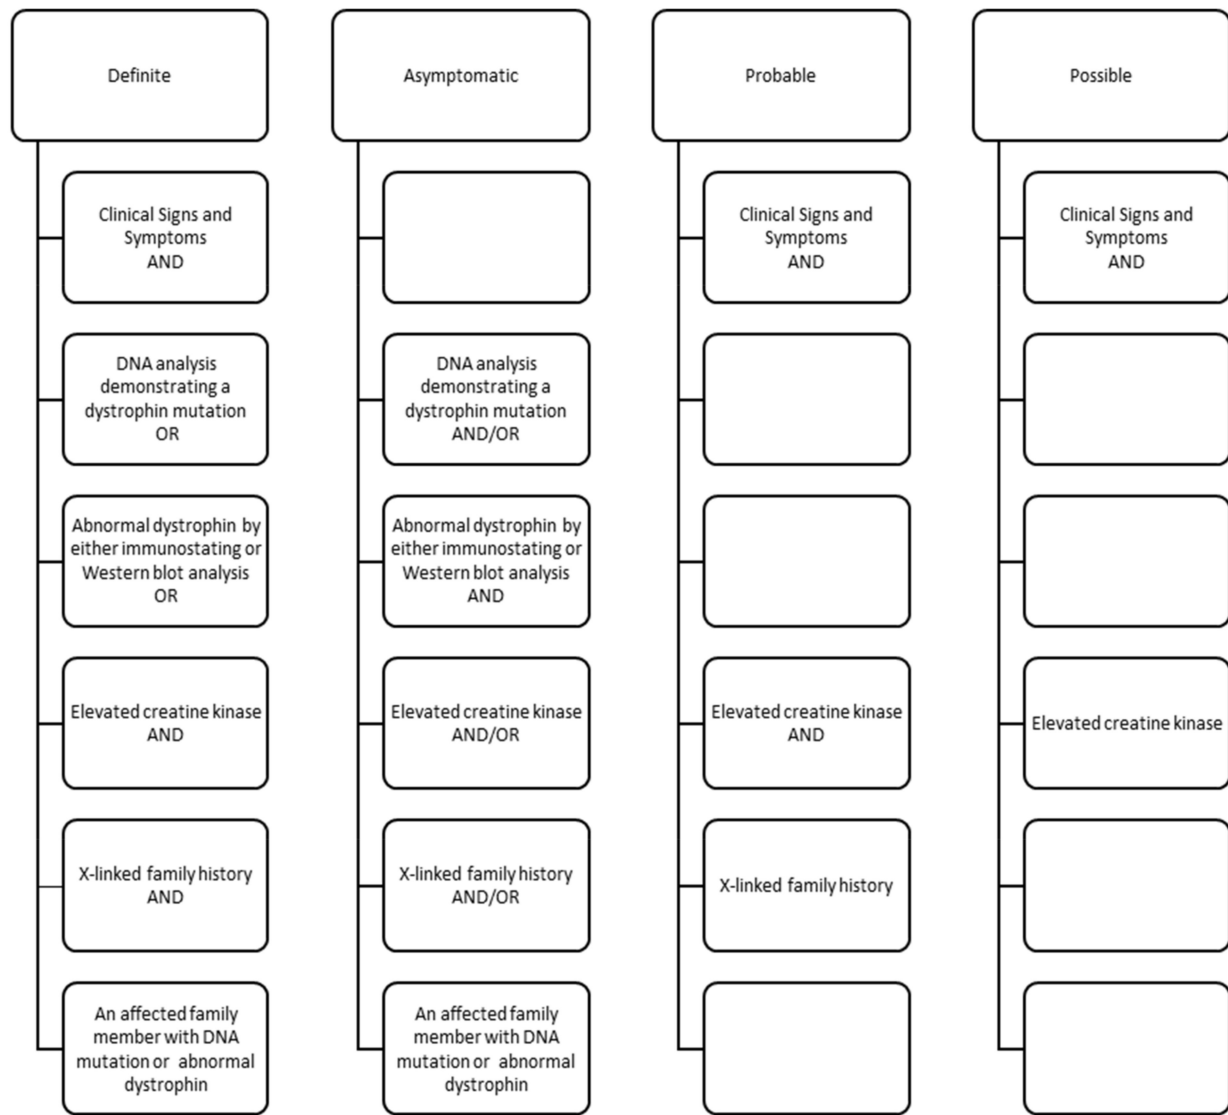 Definite
Clinical Signs and
Symptoms
AND
DNA analysis
demonstrating a
dystrophin mutation
OR
Abnormal dystrophin by
either immunostating or
Western blot analysis
OR
Elevated creatine kinase
AND
X-linked family history
AND
An affected family
member with DNA
mutation or abnormal
dystrophin
Asymptomatic
DNA analysis
demonstrating a
dystrophin mutation
AND/OR
Abnormal dystrophin by
either immunostating or
Western blot analysis
AND
Elevated creatine kinase
AND/OR
X-linked family history
AND/OR
An affected family
member with DNA
mutation or abnormal
dystrophin
Probable
Clinical Signs and
Symptoms
AND
Elevated creatine kinase
AND
X-linked family history
Possible
Clinical Signs and
Symptoms
AND
Elevated creatine kinase